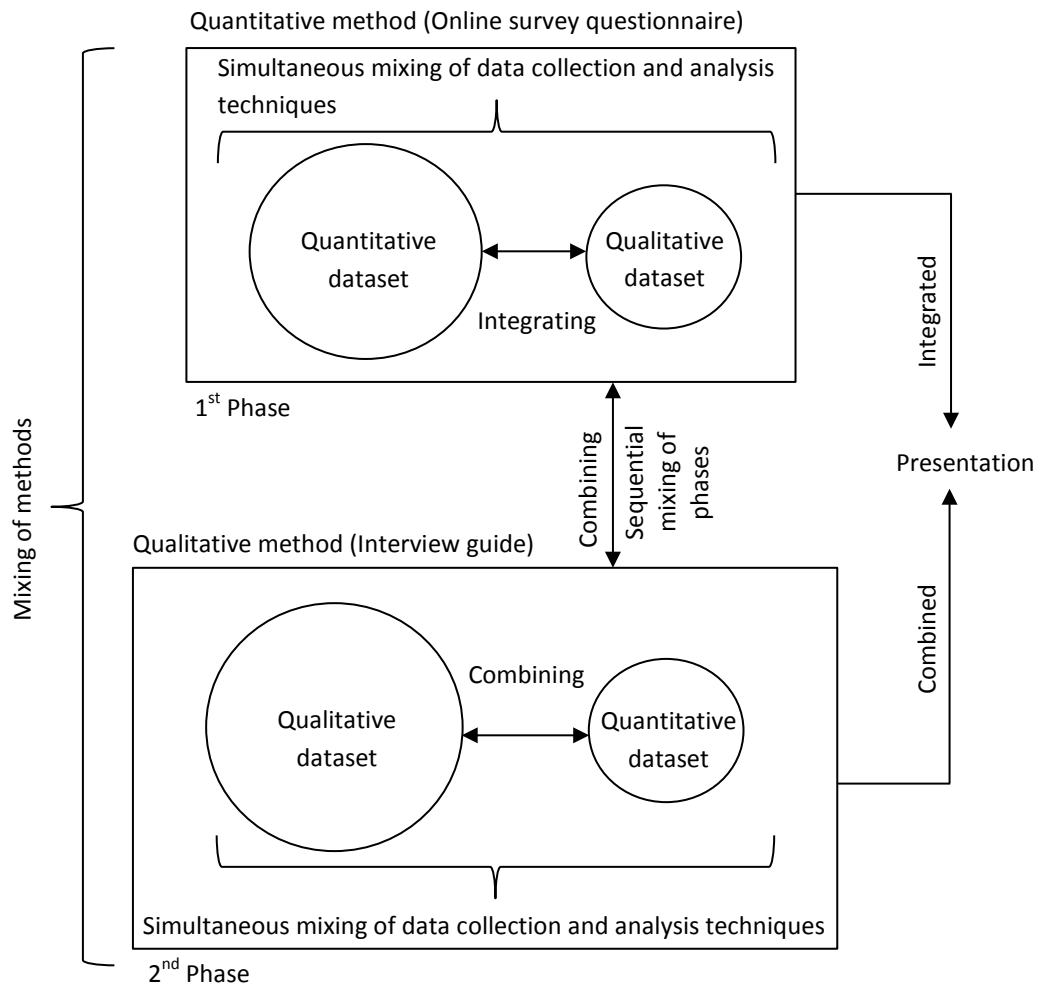 Quantitative method (Online survey questionnaire)
Simultaneous mixing of data collection and analysis
techniques
Quantitative
dataset
Qualitative
dataset
Integrating
1st Phase
Integrated
Combining
Sequential
mixing of
phases
Presentation
Mixing of methods
Qualitative method (Interview guide)
Combining
Qualitative
dataset
Quantitative
dataset
Combined
Simultaneous mixing of data collection and analysis techniques
2nd Phase